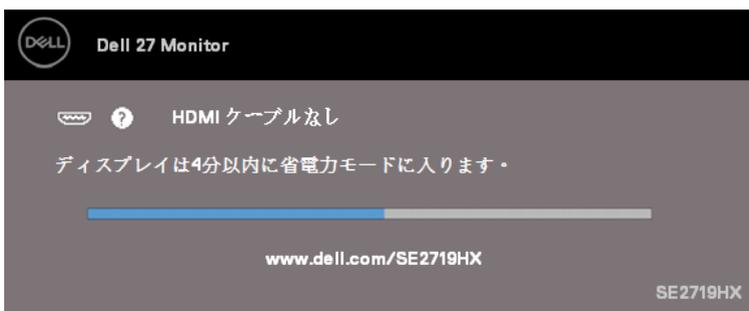 DELL
Dell 27 Monitor
? HDMI ケーブルなし
ディスプレイは4分以内に省電力モードに入ります。
www.dell.com/SE2719HX
SE2719HX